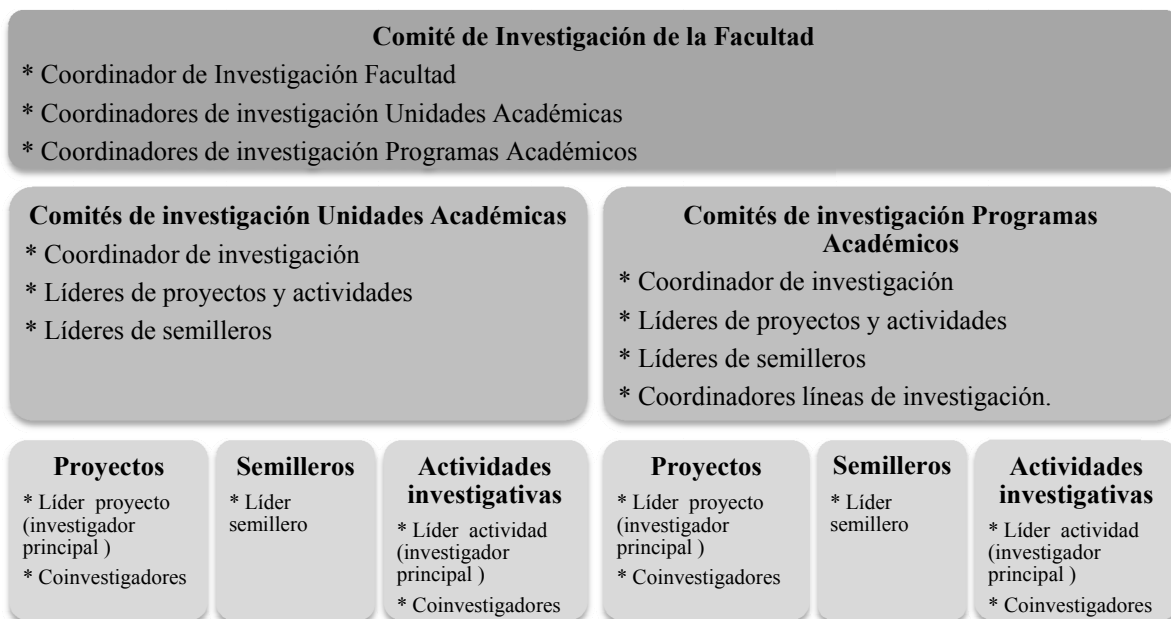 Comité de Investigación de la Facultad
* Coordinador de Investigación Facultad
* Coordinadores de investigación Unidades Académicas
* Coordinadores de investigación Programas Académicos
Comités de investigación Unidades Académicas
* Coordinador de investigación
* Líderes de proyectos y actividades
* Líderes de semilleros
Comités de investigación Programas
Académicos
* Coordinador de investigación
* Líderes de proyectos y actividades
* Líderes de semilleros
* Coordinadores líneas de investigación.
Proyectos
* Líder proyecto
(investigador
principal )
* Coinvestigadores
Semilleros
* Líder
semillero
Actividades
investigativas
* Líder actividad
(investigador
principal )
* Coinvestigadores
Proyectos
* Líder proyecto
(investigador
principal )
* Coinvestigadores
Semilleros
* Líder
semillero
Actividades
investigativas
* Líder actividad
(investigador
principal )
* Coinvestigadores